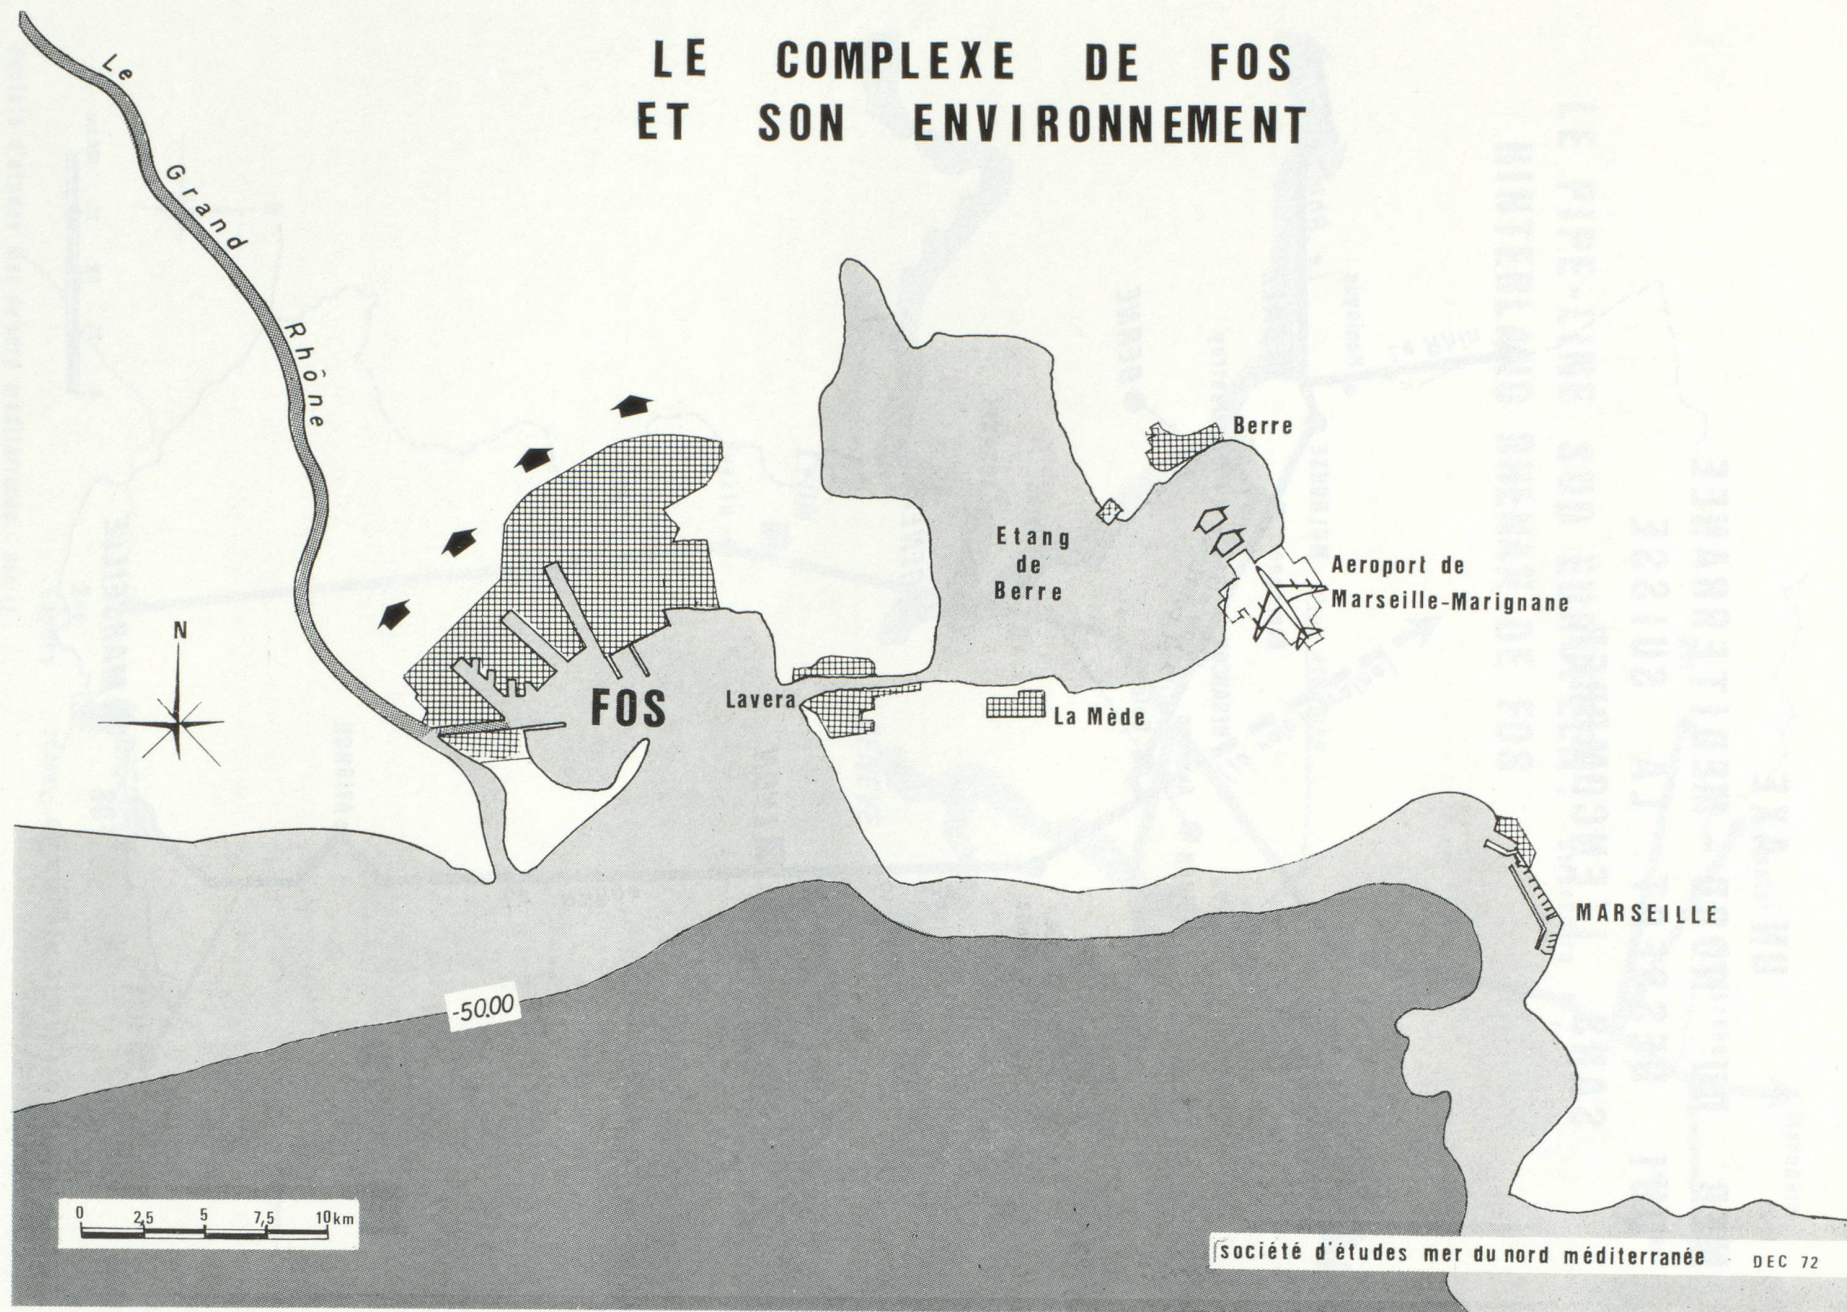 LE COMPLEXE DE FOS
ET SON ENVIRONNEMENT
Le Grand Rhône
Berre
Etang
de
Berre
Aeroport de
Marseille-Marignane
N
FOS
Lavera
La Mède
MARSEILLE
-50.00
0 2,5 5 7,5 10km
société d'études mer du nord méditerranée DEC 72